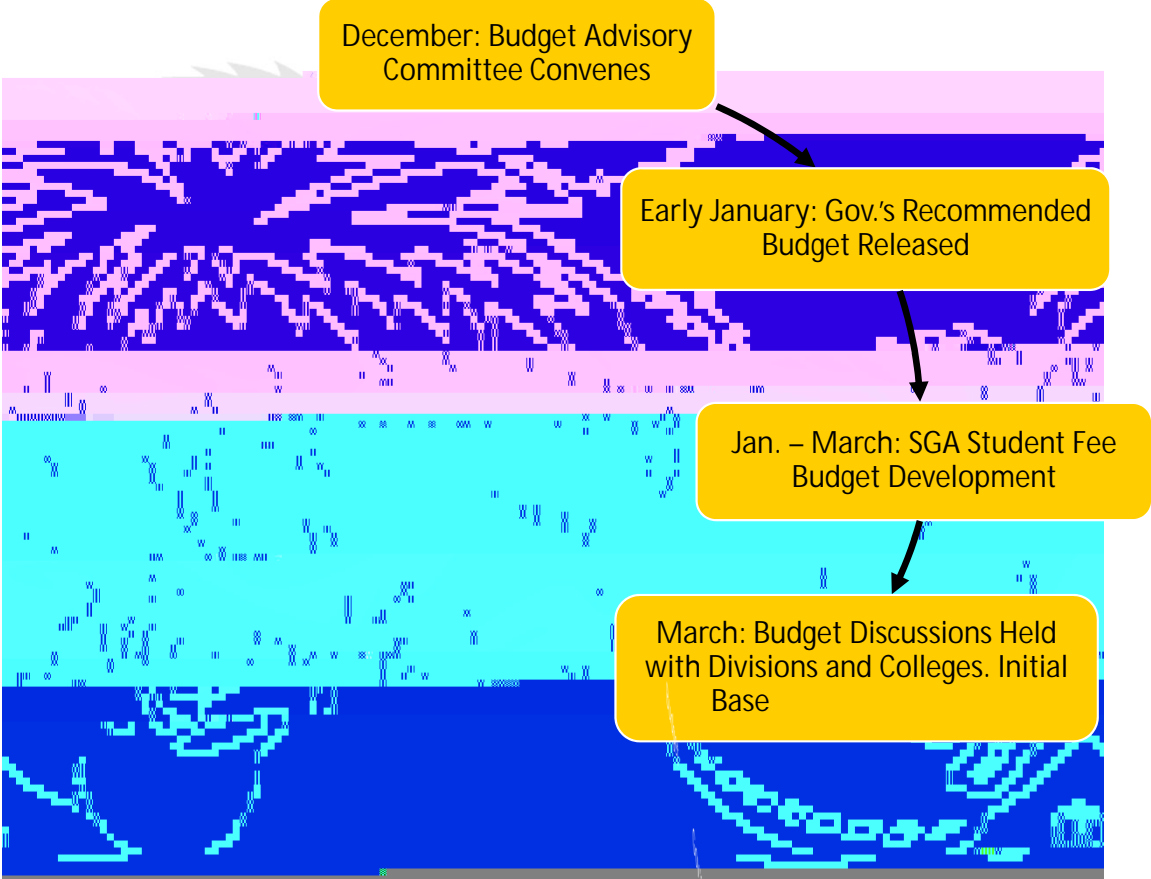 December: Budget Advisory
Committee Convenes
Early January: Gov.'s Recommended
Budget Released
Jan. – March: SGA Student Fee
Budget Development
March: Budget Discussions Held
with Divisions and Colleges. Initial
Base